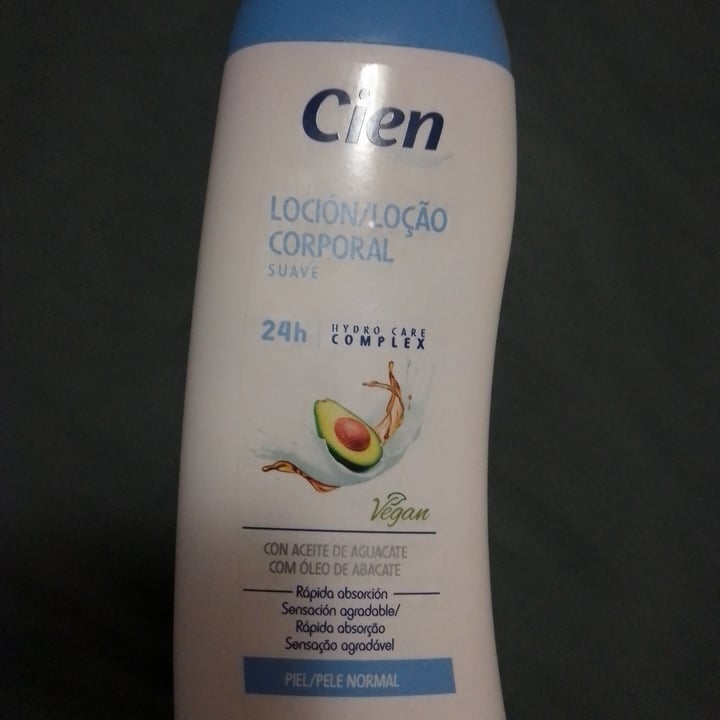 Cien
LOCIÓN/LOÇÃO
CORPORAL
SUAVE
24h
HYDRO CARE
COMPLEX
Vegan
CON ACEITE DE AGUACATE
COM ÓLEO DE ABACATE
Rápida absorción
Sensación agradable/
Rápida absorção
Sensação agradável
PIEL/PELE NORMAL